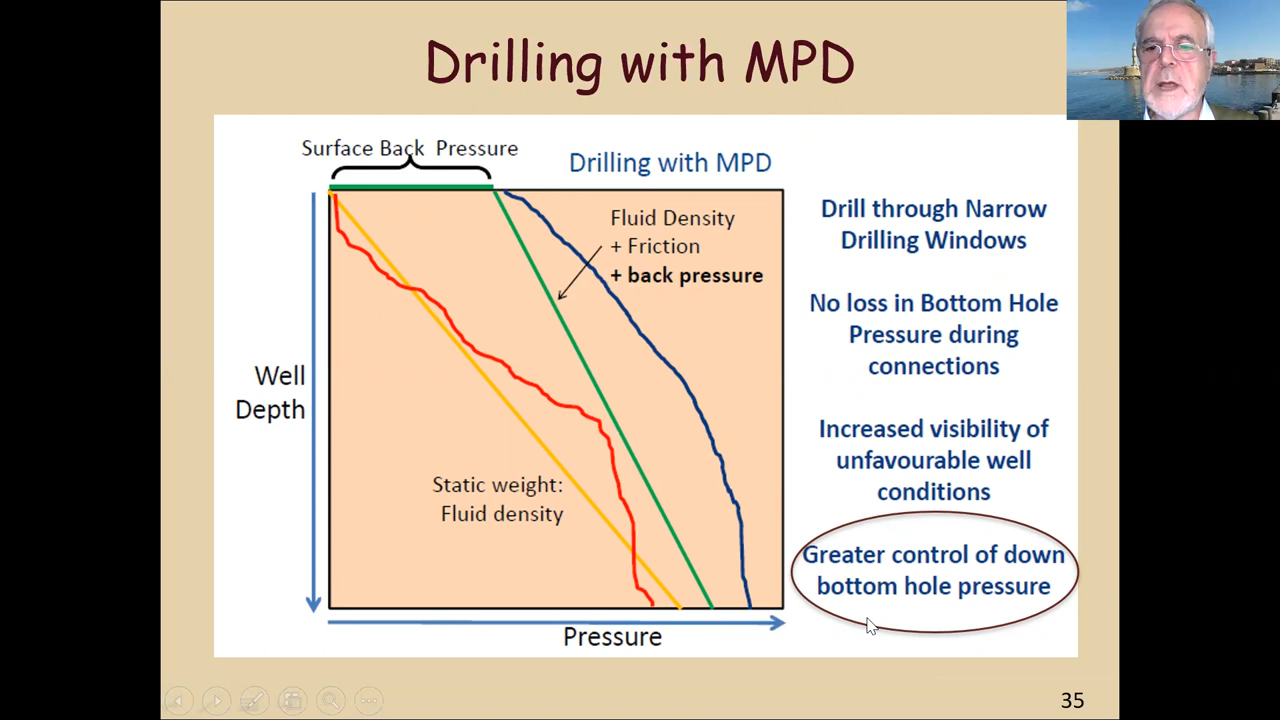 Drilling with MPD
Surface Back Pressure
Drilling with MPD
Fluid Density
+ Friction
+ back pressure
Well
Depth
Static weight:
Fluid density
Pressure
Drill through Narrow
Drilling Windows
No loss in Bottom Hole
Pressure during
connections
Increased visibility of
unfavourable well
conditions
Greater control of down
bottom hole pressure
35